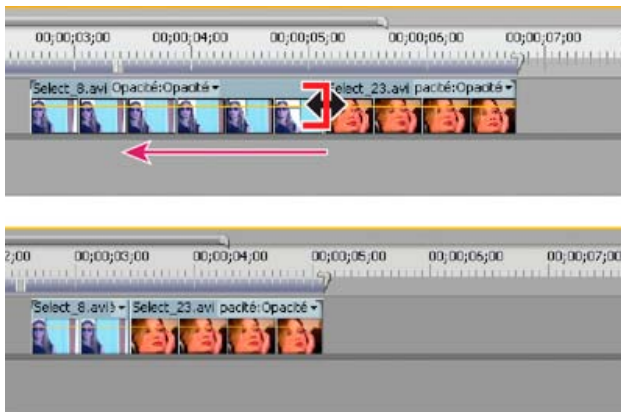 00;00;03;00 00;00;04;00 00;00;05;00 00;00;06;00 00;00;07;00
Select_8.avi Opacité:Opacité elect_23.avi pacité:Opacité
2;00 00;00;03;00 00;00;04;00 00;00;05;00 00;00;06;00 00;00;07;00
Select_8.avi Select_23.avi pacité:Opacité